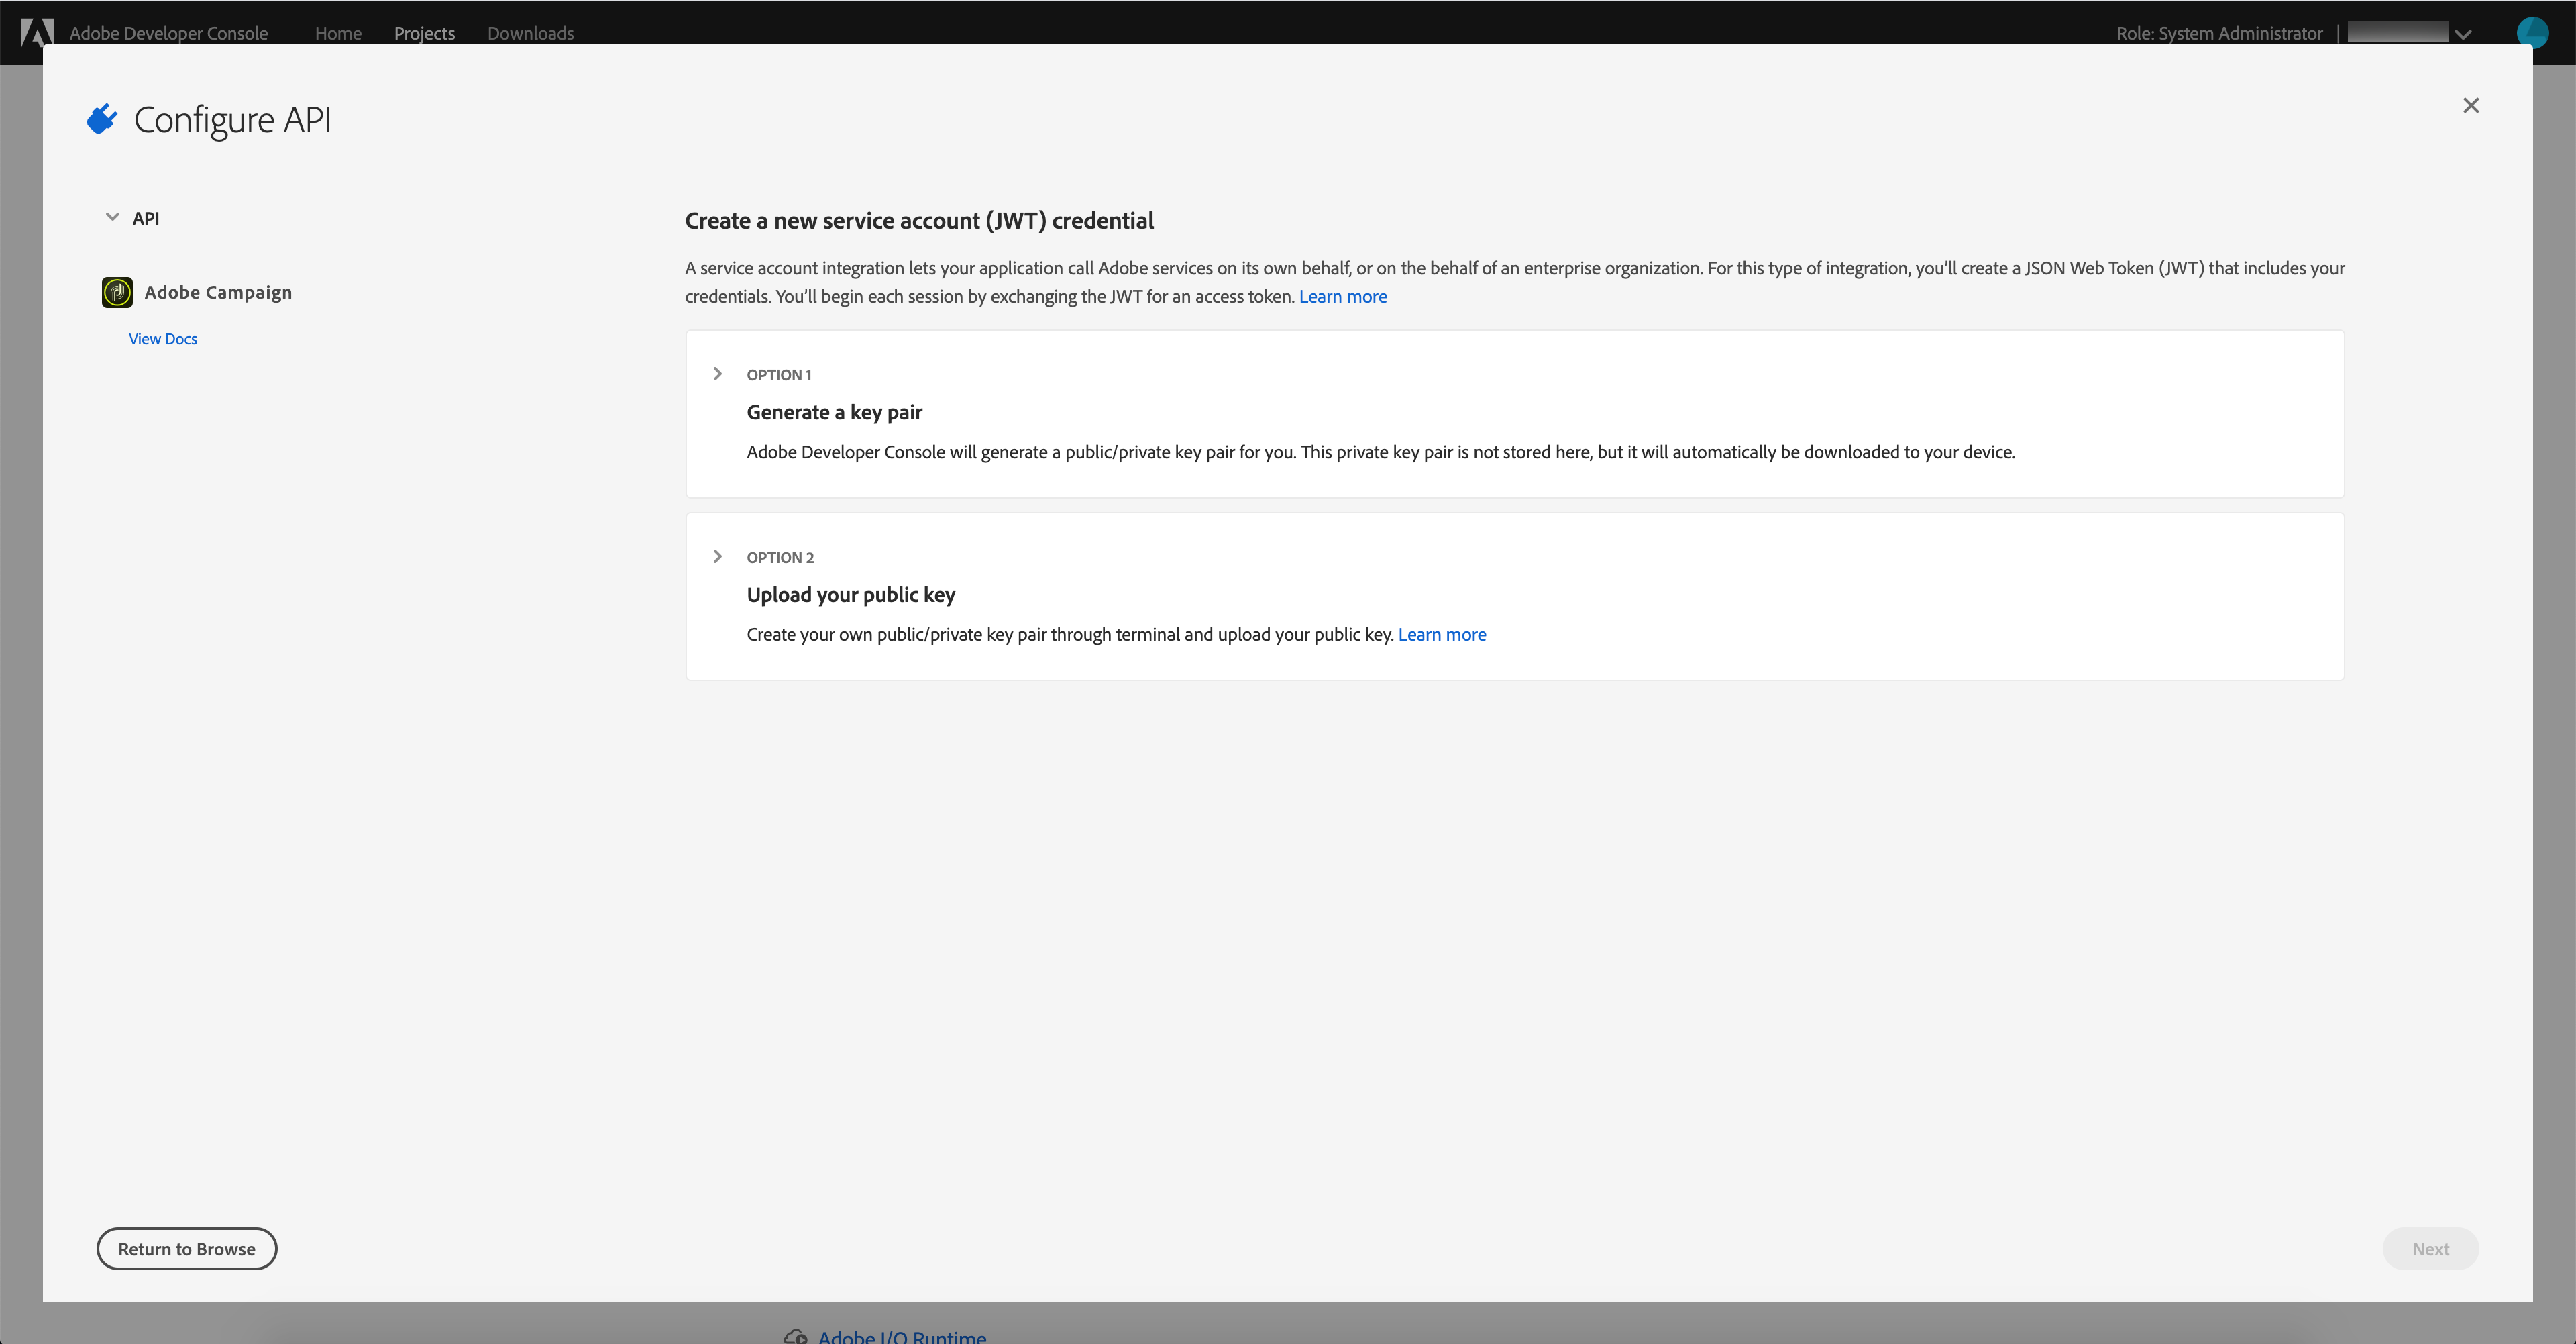 Adobe Developer Console Home Projects Downloads Role: System Administrator |
Configure API
API
Adobe Campaign
View Docs
Create a new service account (JWT) credential
A service account integration lets your application call Adobe services on its own behalf, or on the behalf of an enterprise organization. For this type of integration, you'll create a JSON Web Token (JWT) that includes your
credentials. You'll begin each session by exchanging the JWT for an access token. Learn more
OPTION 1
Generate a key pair
Adobe Developer Console will generate a public/private key pair for you. This private key pair is not stored here, but it will automatically be downloaded to your device.
OPTION 2
Upload your public key
Create your own public/private key pair through terminal and upload your public key. Learn more
Return to Browse
Next
Adobe I/O Runtime